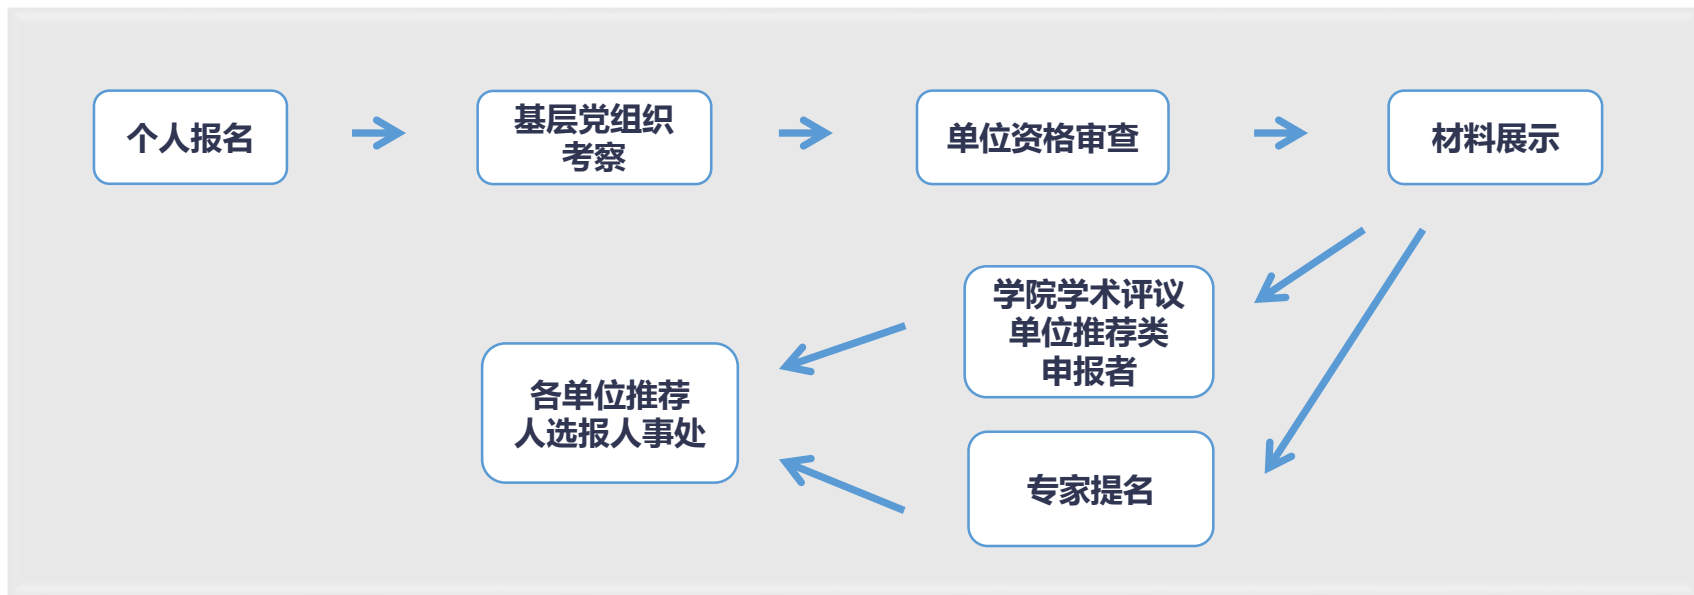 个人报名
基层党组织
考察
单位资格审查
材料展示
学院学术评议
单位推荐类
申报者
各单位推荐
人选报人事处
专家提名